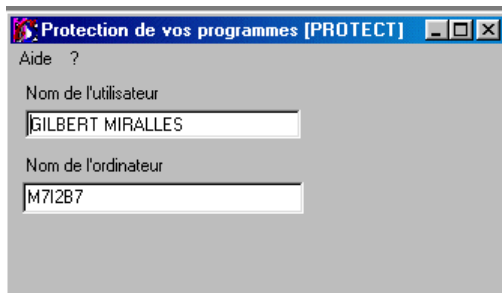 Protection de vos programmes [PROTECT]
Aide ?
Nom de l'utilisateur
GILBERT MIRALLES
Nom de l'ordinateur
M7I2B7